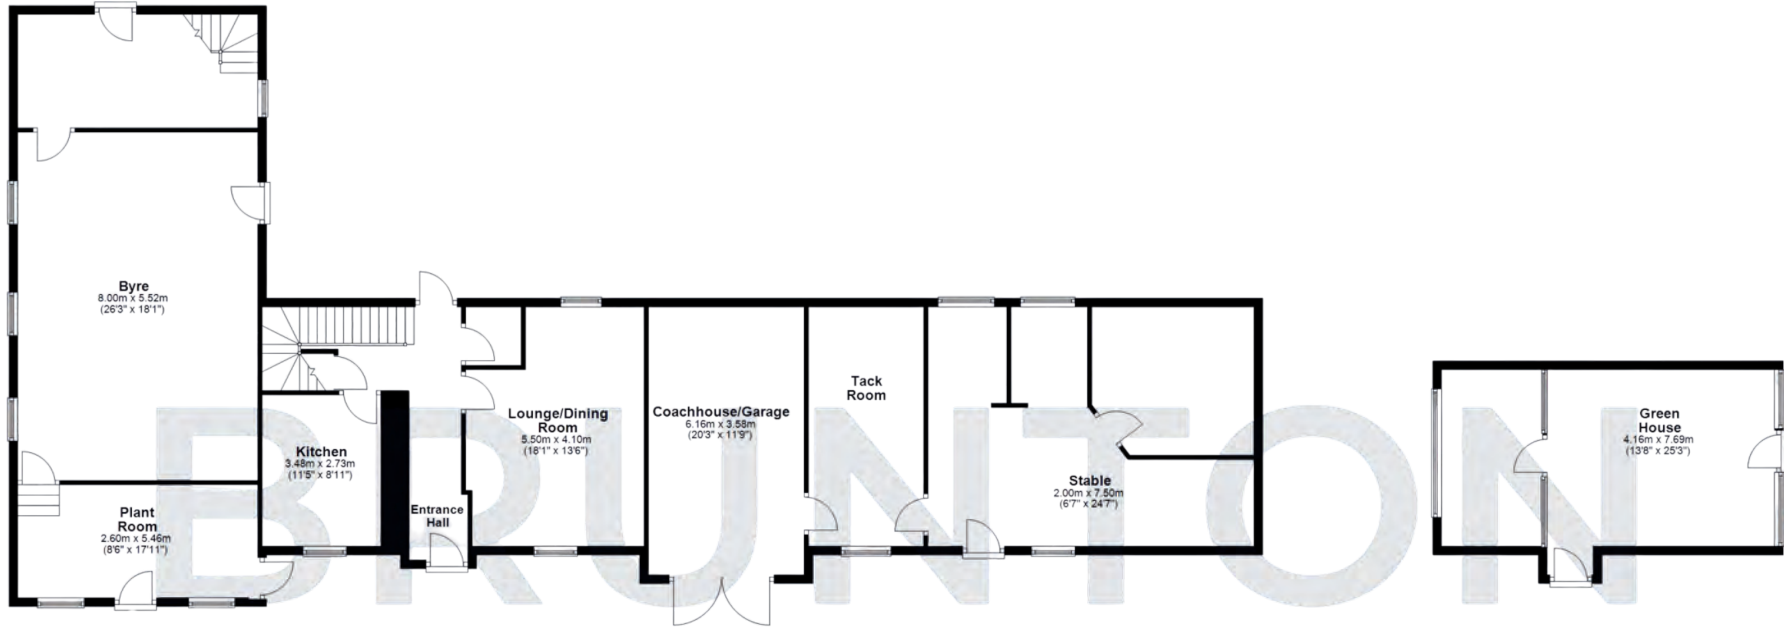 Byre
8.00m x 5.52m
(26'3" x 18'1")
Plant
Room
2.60m x 5.46m
(8'6" x 17'11")
Kitchen
3.48m x 2.73m
(11'5" x 8'11")
Entrance
Hall
Lounge/Dining
Room
5.50m x 4.10m
(18'1" x 13'6")
Coachhouse/Garage
6.16m x 3.58m
(20'3" x 11'9")
Tack
Room
Stable
2.00m x 7.50m
(6'7" x 24'7")
Green
House
4.16m x 7.69m
(13'8" x 25'3")
BRUNTON